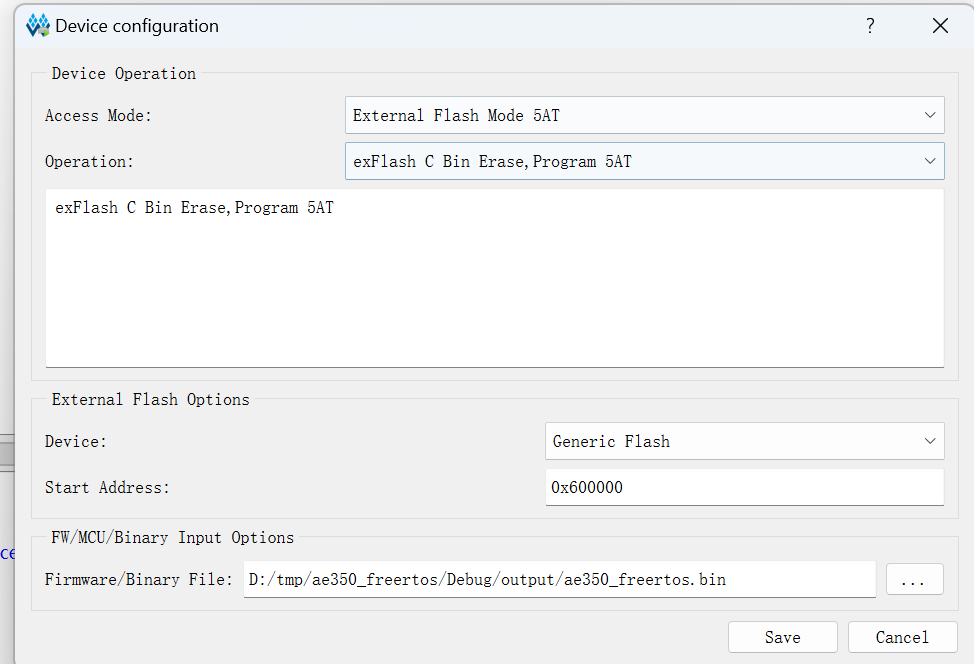 Device configuration ?
Device Operation
Access Mode: External Flash Mode 5AT
Operation: exFlash C Bin Erase,Program 5AT
exFlash C Bin Erase,Program 5AT
External Flash Options
Device: Generic Flash
Start Address: 0x600000
ce
FW/MCU/Binary Input Options
Firmware/Binary File: D:/tmp/ae350_freertos/Debug/output/ae350_freertos.bin ...
Save Cancel